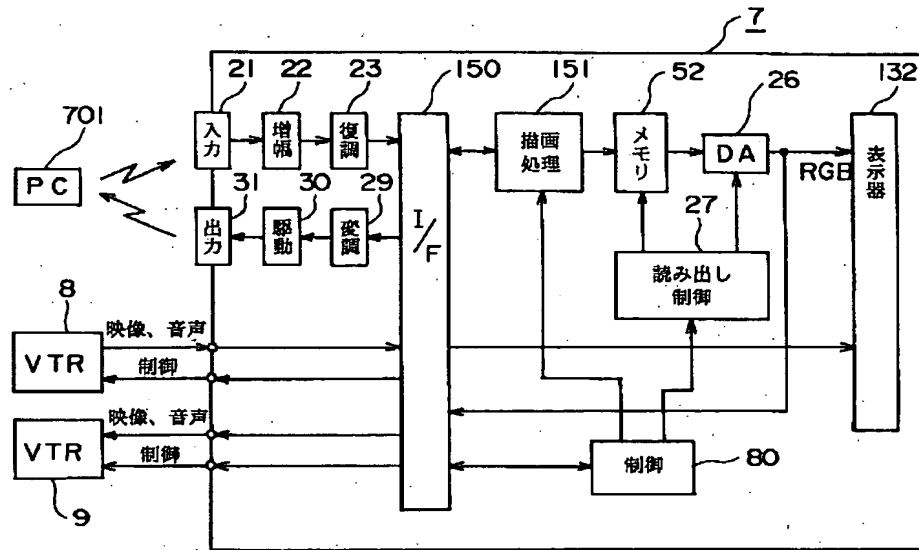 7
21
22
23
150
151
52
26
132
701
PC
入力
増幅
復調
I/F
描画
処理
メモリ
DA
RGB
表示器
31
30
29
27
出力
駆動
変調
読み出し
制御
8
VTR
映像、音声
制御
VTR
映像、音声
制御
9
制御
80